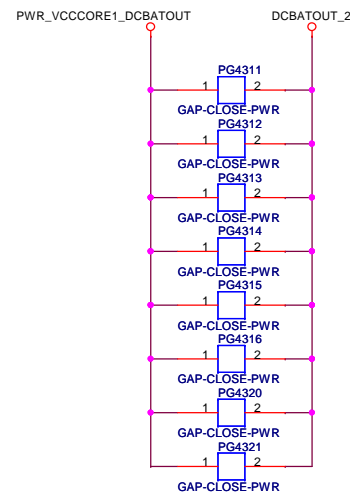 PWR_VCCCORE1_DCBATOUT DCBATOUT_2
PG4311
1 2
GAP-CLOSE-PWR
PG4312
1 2
GAP-CLOSE-PWR
PG4313
1 2
GAP-CLOSE-PWR
PG4314
1 2
GAP-CLOSE-PWR
PG4315
1 2
GAP-CLOSE-PWR
PG4316
1 2
GAP-CLOSE-PWR
PG4320
1 2
GAP-CLOSE-PWR
PG4321
1 2
GAP-CLOSE-PWR